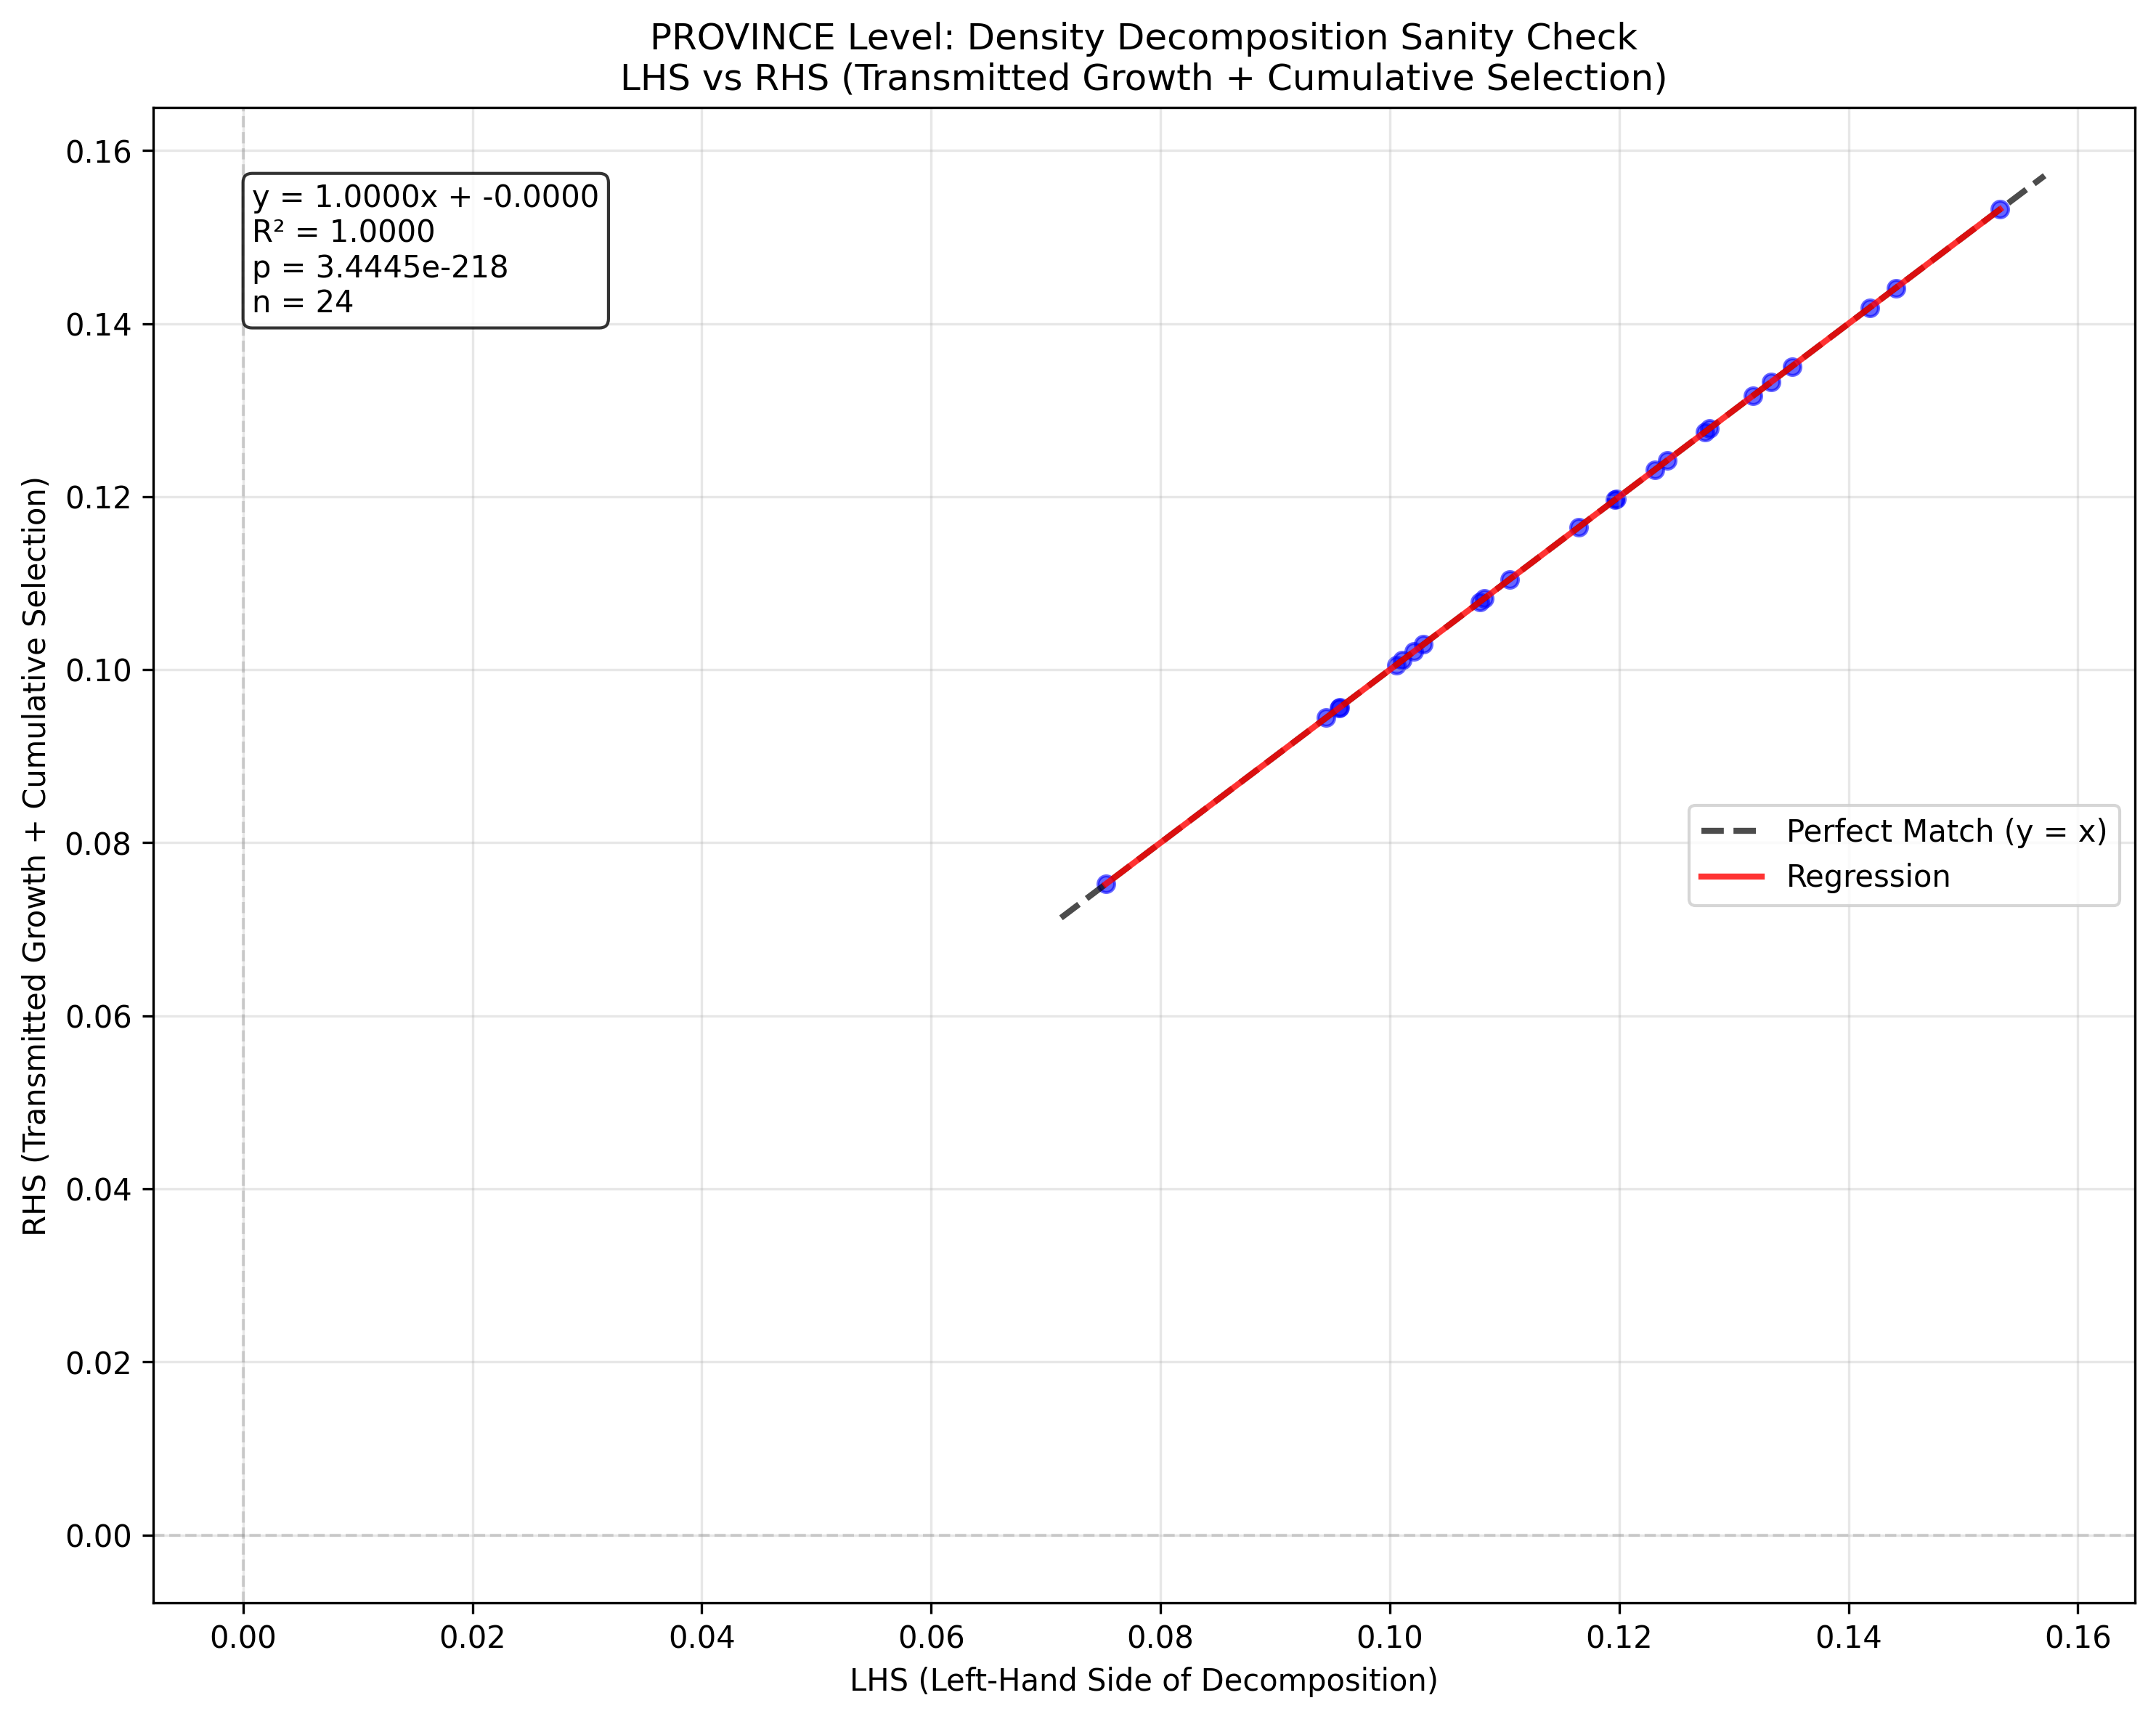 PROVINCE Level: Density Decomposition Sanity Check
LHS vs RHS (Transmitted Growth + Cumulative Selection)
y = 1.0000x + -0.0000
R² = 1.0000
p = 3.4445e-218
n = 24
RHS (Transmitted Growth + Cumulative Selection)
0.16
0.14
0.12
0.10
0.08
0.06
0.04
0.02
0.00
Perfect Match (y = x)
Regression
0.00 0.02 0.04 0.06 0.08 0.10 0.12 0.14 0.16
LHS (Left-Hand Side of Decomposition)